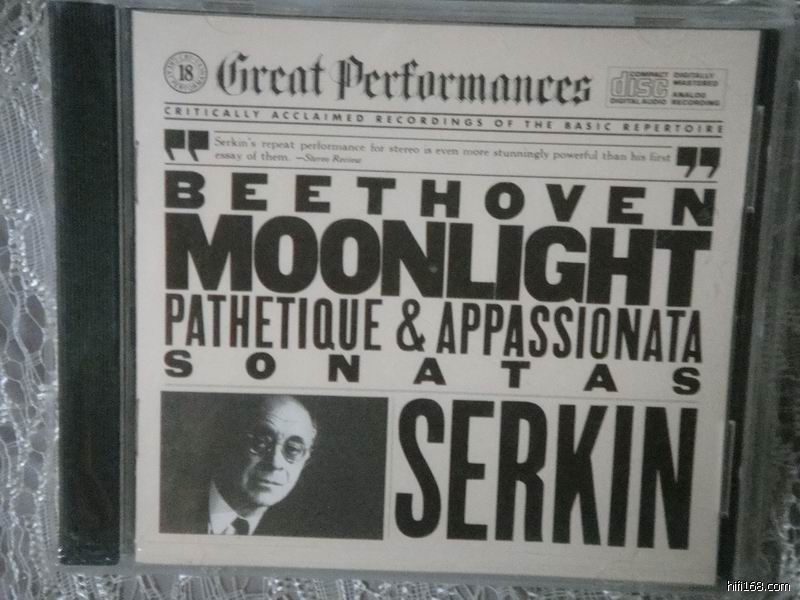 18 Great Performances
COMPACT
disc
DIGITAL AUDIO
DIGITALLY
MASTERED
ANALOG
RECORDING
CRITICALLY ACCLAIMED RECORDINGS OF THE BASIC REPERTOIRE
"Serkin's repeat performance for stereo is even more stunningly powerful than his first
essay of them. —Stereo Review"
BEETHOVEN
MOONLIGHT
PATHETIQUE & APPASSIONATA
SONATAS
SERKIN
hifi168.com